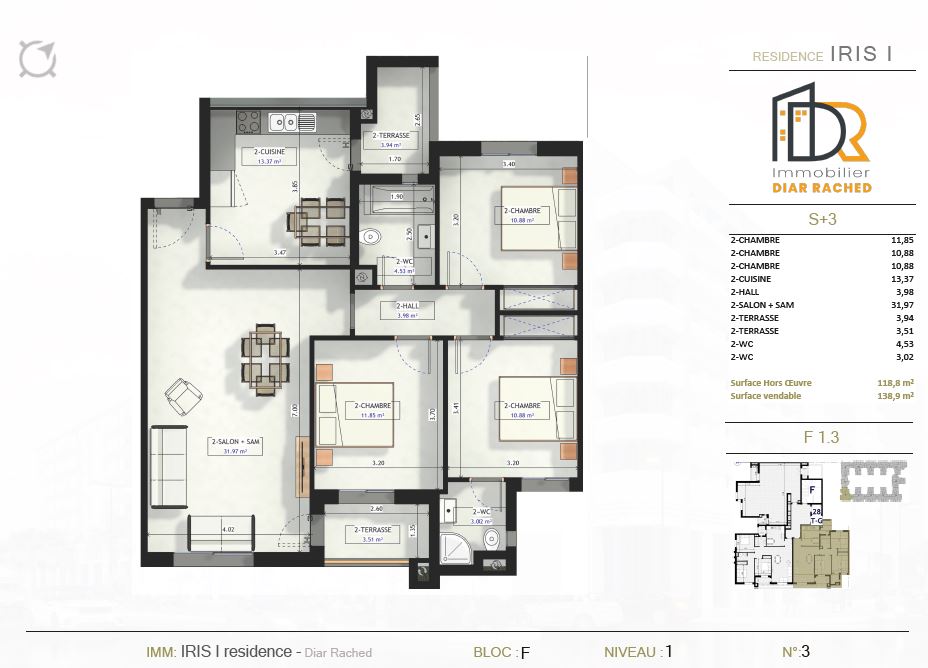 RESIDENCE IRIS I
DR
Immobilier
DIAR RACHED
S+3
2-CHAMBRE 11,85
2-CHAMBRE 10,88
2-CHAMBRE 10,88
2-CUISINE 13,37
2-HALL 3,98
2-SALON + SAM 31,97
2-TERRASSE 3,94
2-TERRASSE 3,51
2-WC 4,53
2-WC 3,02
Surface Hors Œuvre 118,8 m²
Surface vendable 138,9 m²
F 1.3
F
28
T-G
2-CUISINE
13.37 m²
3.85
3.47
2-TERRASSE
3.94 m²
2.65
1.70
1.90
2.50
2-WC
4.53 m²
3.40
3.20
2-CHAMBRE
10.88 m²
2-HALL
3.98 m²
7.00
2-SALON + SAM
31.97 m²
4.02
2-CHAMBRE
11.85 m²
3.70
3.20
3.41
2-CHAMBRE
10.88 m²
3.20
2.60
2-TERRASSE
3.51 m²
1.35
2-WC
3.02 m²
IMM: IRIS I residence - Diar Rached
BLOC : F
NIVEAU : 1
N°:3